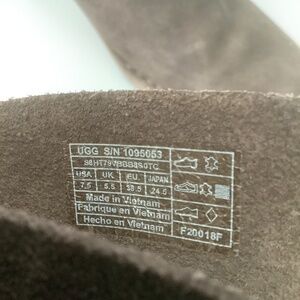 UGG S/N 1095053
USA UK EU JAPAN
7.5 5.5 38.5 24.5
Made in Vietnam
Fabrique en Vietnam
Hecho en Vietnam
F20018F